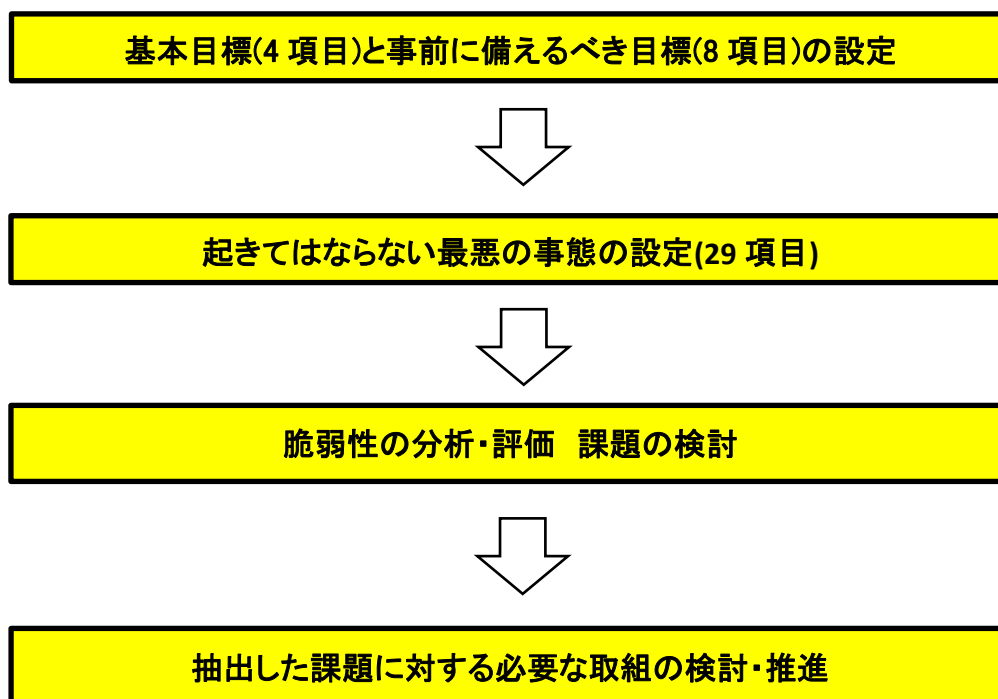 基本目標(4 項目)と事前に備えるべき目標(8 項目)の設定
起きてはならない最悪の事態の設定(29 項目)
脆弱性の分析・評価　課題の検討
抽出した課題に対する必要な取組の検討・推進